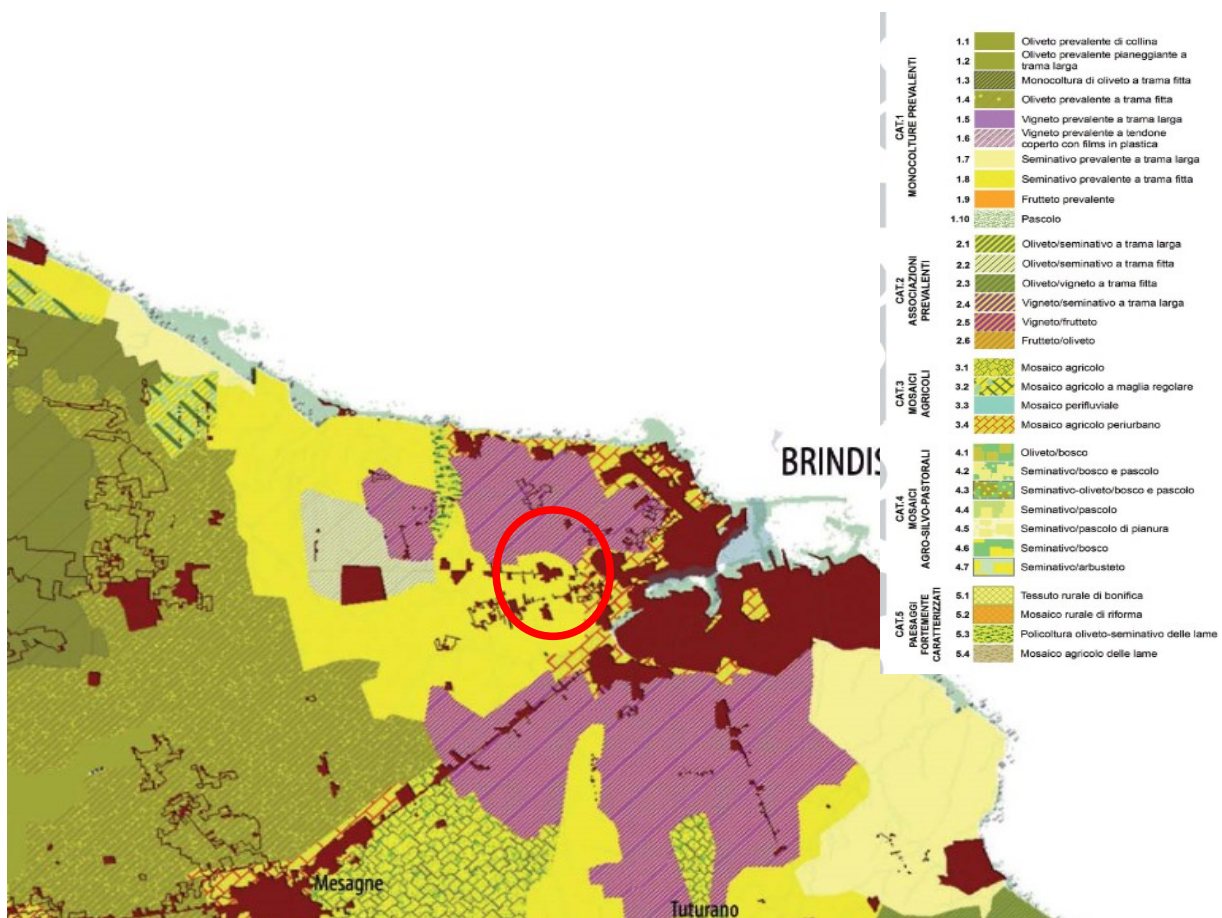 BRINDIS
Mesagne
Tuturano
CAT.1
MONOCOLTURE PREVALENTI
1.1 Oliveto prevalente di collina
1.2 Oliveto prevalente pianeggiante a
trama larga
1.3 Monocoltura di oliveto a trama fitta
1.4 Oliveto prevalente a trama fitta
1.5 Vigneto prevalente a trama larga
1.6 Vigneto prevalente a tendone
coperto con films in plastica
1.7 Seminativo prevalente a trama larga
1.8 Seminativo prevalente a trama fitta
1.9 Frutteto prevalente
1.10 Pascolo
CAT.2
ASSOCIAZIONI
PREVALENTI
2.1 Oliveto/seminativo a trama larga
2.2 Oliveto/seminativo a trama fitta
2.3 Oliveto/vigneto a trama fitta
2.4 Vigneto/seminativo a trama larga
2.5 Vigneto/frutteto
2.6 Frutteto/oliveto
CAT.3
MOSAICI
AGRICOLI
3.1 Mosaico agricolo
3.2 Mosaico agricolo a maglia regolare
3.3 Mosaico perifluviale
3.4 Mosaico agricolo periurbano
CAT.4
MOSAICI
AGRO-SILVO-PASTORALI
4.1 Oliveto/bosco
4.2 Seminativo/bosco e pascolo
4.3 Seminativo-oliveto/bosco e pascolo
4.4 Seminativo/pascolo
4.5 Seminativo/pascolo di pianura
4.6 Seminativo/bosco
4.7 Seminativo/arbusteto
CAT.5
PAESAGGI
FORTEMENTE
CARATTERIZZATI
5.1 Tessuto rurale di bonifica
5.2 Mosaico rurale di riforma
5.3 Policoltura oliveto-seminativo delle lame
5.4 Mosaico agricolo delle lame